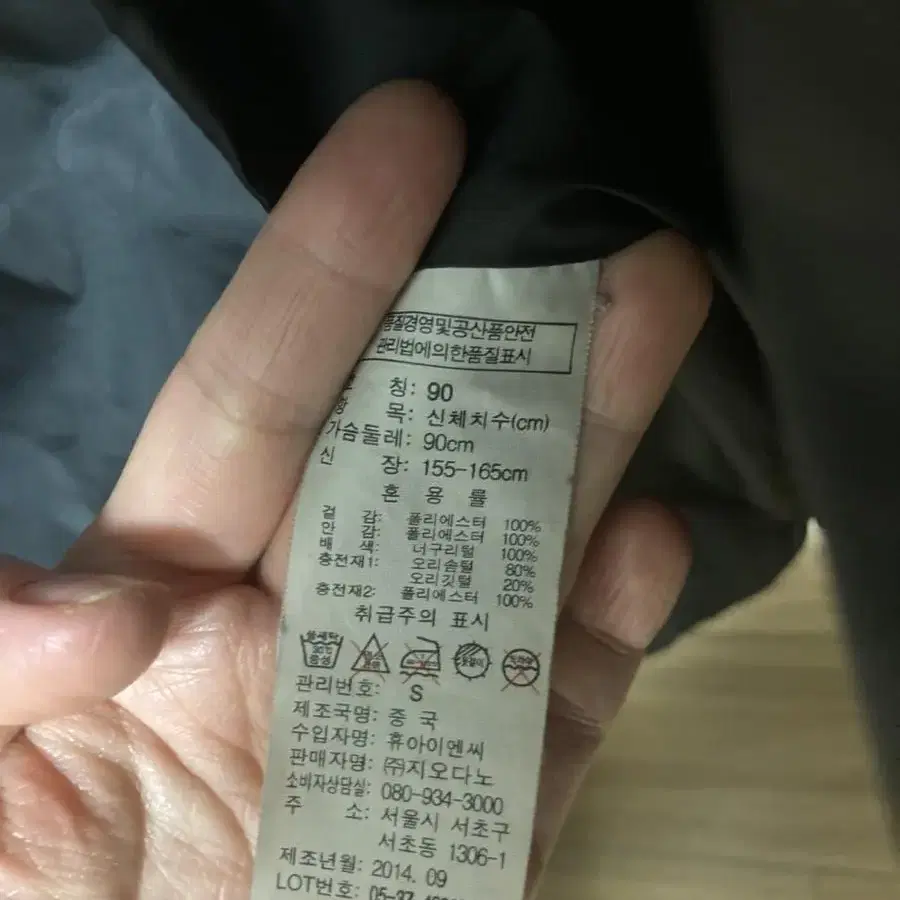 품질경영및공산품안전
관리법에의한품질표시
호 칭: 90
항 목: 신체치수(cm)
가슴둘레: 90cm
신 장: 155-165cm
혼 용 률
겉 감: 폴리에스터 100%
안 감: 폴리에스터 100%
배 색: 너구리털 100%
충전재1: 오리솜털 80%
오리깃털 20%
충전재2: 폴리에스터 100%
취급주의 표시
30℃
중성
관리번호: S
제조국명: 중 국
수입자명: 휴아이엔씨
판매자명: ㈜지오다노
소비자상담실: 080-934-3000
주 소: 서울시 서초구
서초동 1306-1
제조년월: 2014. 09
LOT번호: